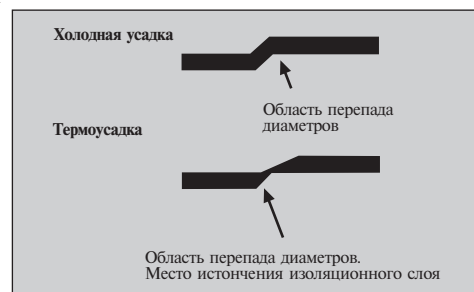 Холодная усадка
Область перепада
диаметров
Термоусадка
Область перепада диаметров.
Место истончения изоляционного слоя